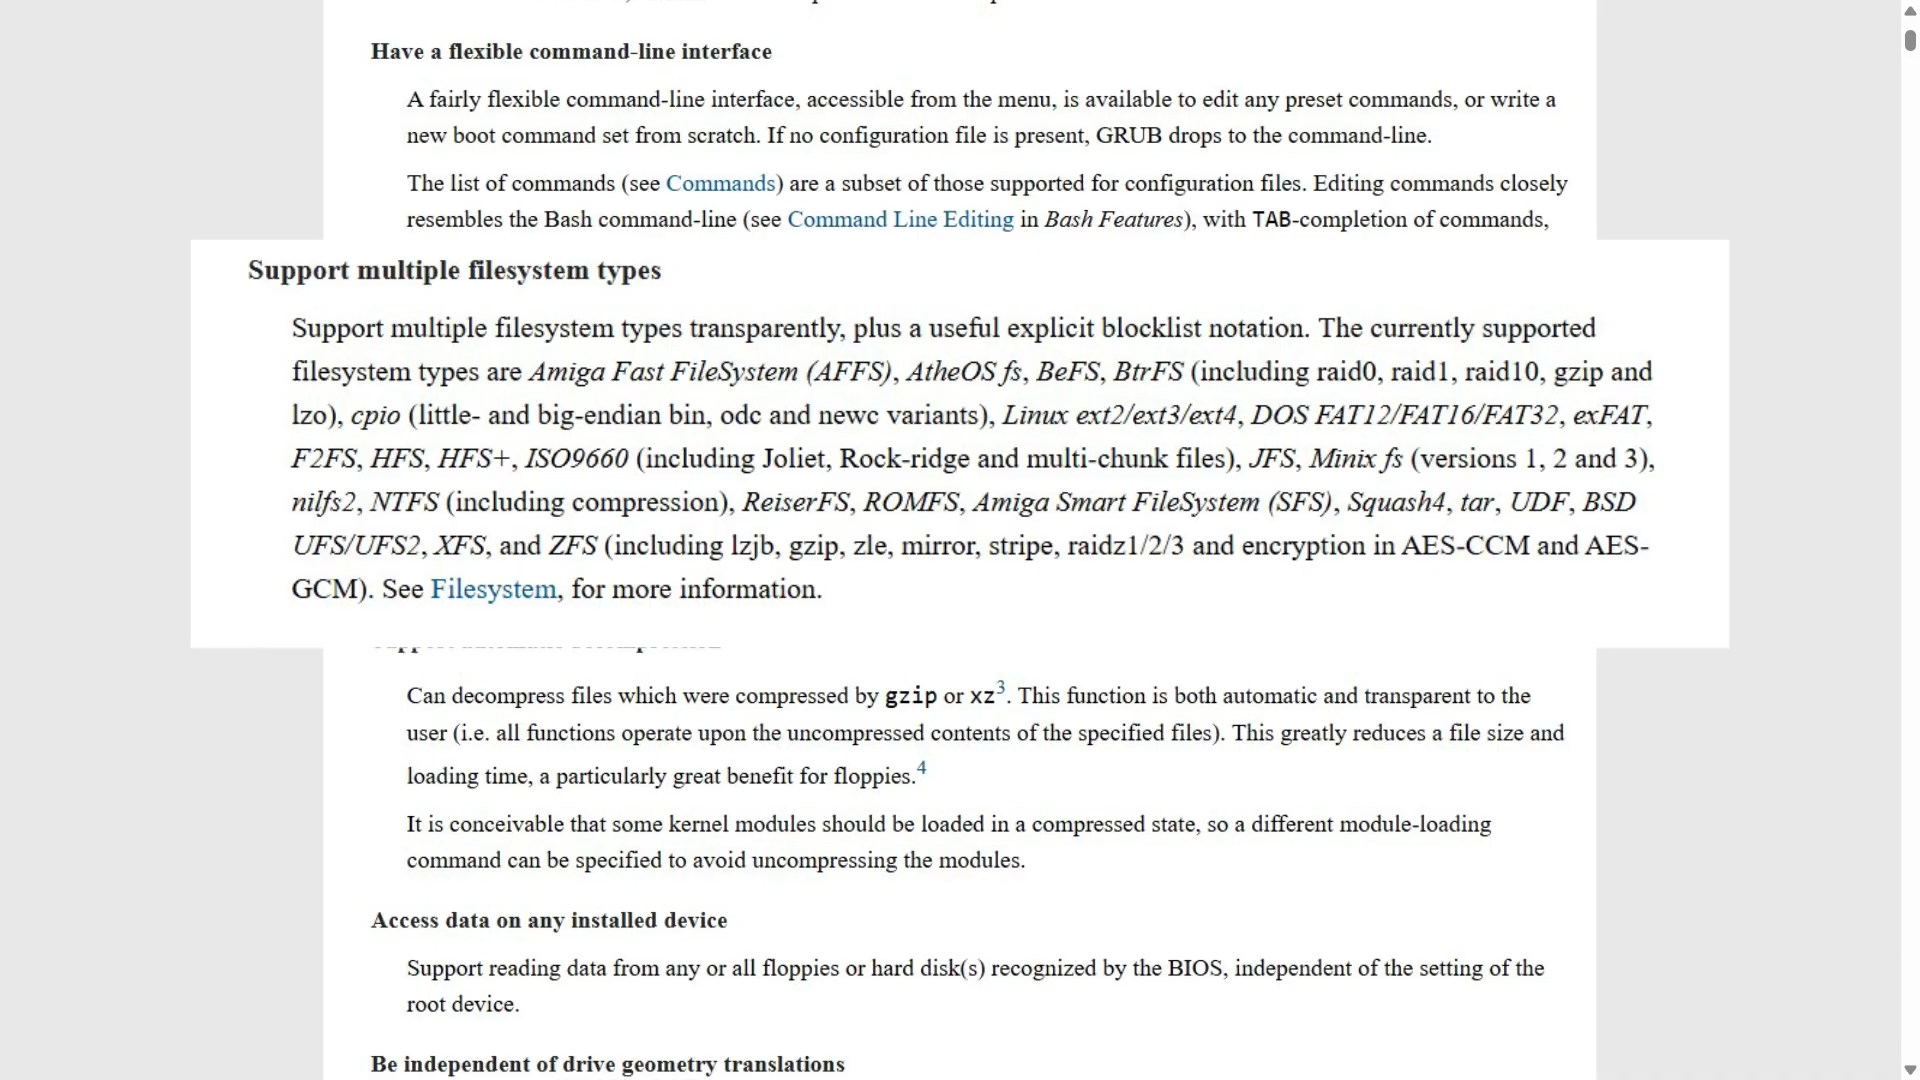 Have a flexible command-line interface
A fairly flexible command-line interface, accessible from the menu, is available to edit any preset commands, or write a
new boot command set from scratch. If no configuration file is present, GRUB drops to the command-line.
The list of commands (see Commands) are a subset of those supported for configuration files. Editing commands closely
resembles the Bash command-line (see Command Line Editing in Bash Features), with TAB-completion of commands,
Support multiple filesystem types
Support multiple filesystem types transparently, plus a useful explicit blocklist notation. The currently supported
filesystem types are Amiga Fast FileSystem (AFFS), AtheOS fs, BeFS, BtrFS (including raid0, raid1, raid10, gzip and
lzo), cpio (little- and big-endian bin, odc and newc variants), Linux ext2/ext3/ext4, DOS FAT12/FAT16/FAT32, exFAT,
F2FS, HFS, HFS+, ISO9660 (including Joliet, Rock-ridge and multi-chunk files), JFS, Minix fs (versions 1, 2 and 3),
nilfs2, NTFS (including compression), ReiserFS, ROMFS, Amiga Smart FileSystem (SFS), Squash4, tar, UDF, BSD
UFS/UFS2, XFS, and ZFS (including lzjb, gzip, zle, mirror, stripe, raidz1/2/3 and encryption in AES-CCM and AES-
GCM). See Filesystem, for more information.
Can decompress files which were compressed by gzip or xz3. This function is both automatic and transparent to the
user (i.e. all functions operate upon the uncompressed contents of the specified files). This greatly reduces a file size and
loading time, a particularly great benefit for floppies.4
It is conceivable that some kernel modules should be loaded in a compressed state, so a different module-loading
command can be specified to avoid uncompressing the modules.
Access data on any installed device
Support reading data from any or all floppies or hard disk(s) recognized by the BIOS, independent of the setting of the
root device.
Be independent of drive geometry translations